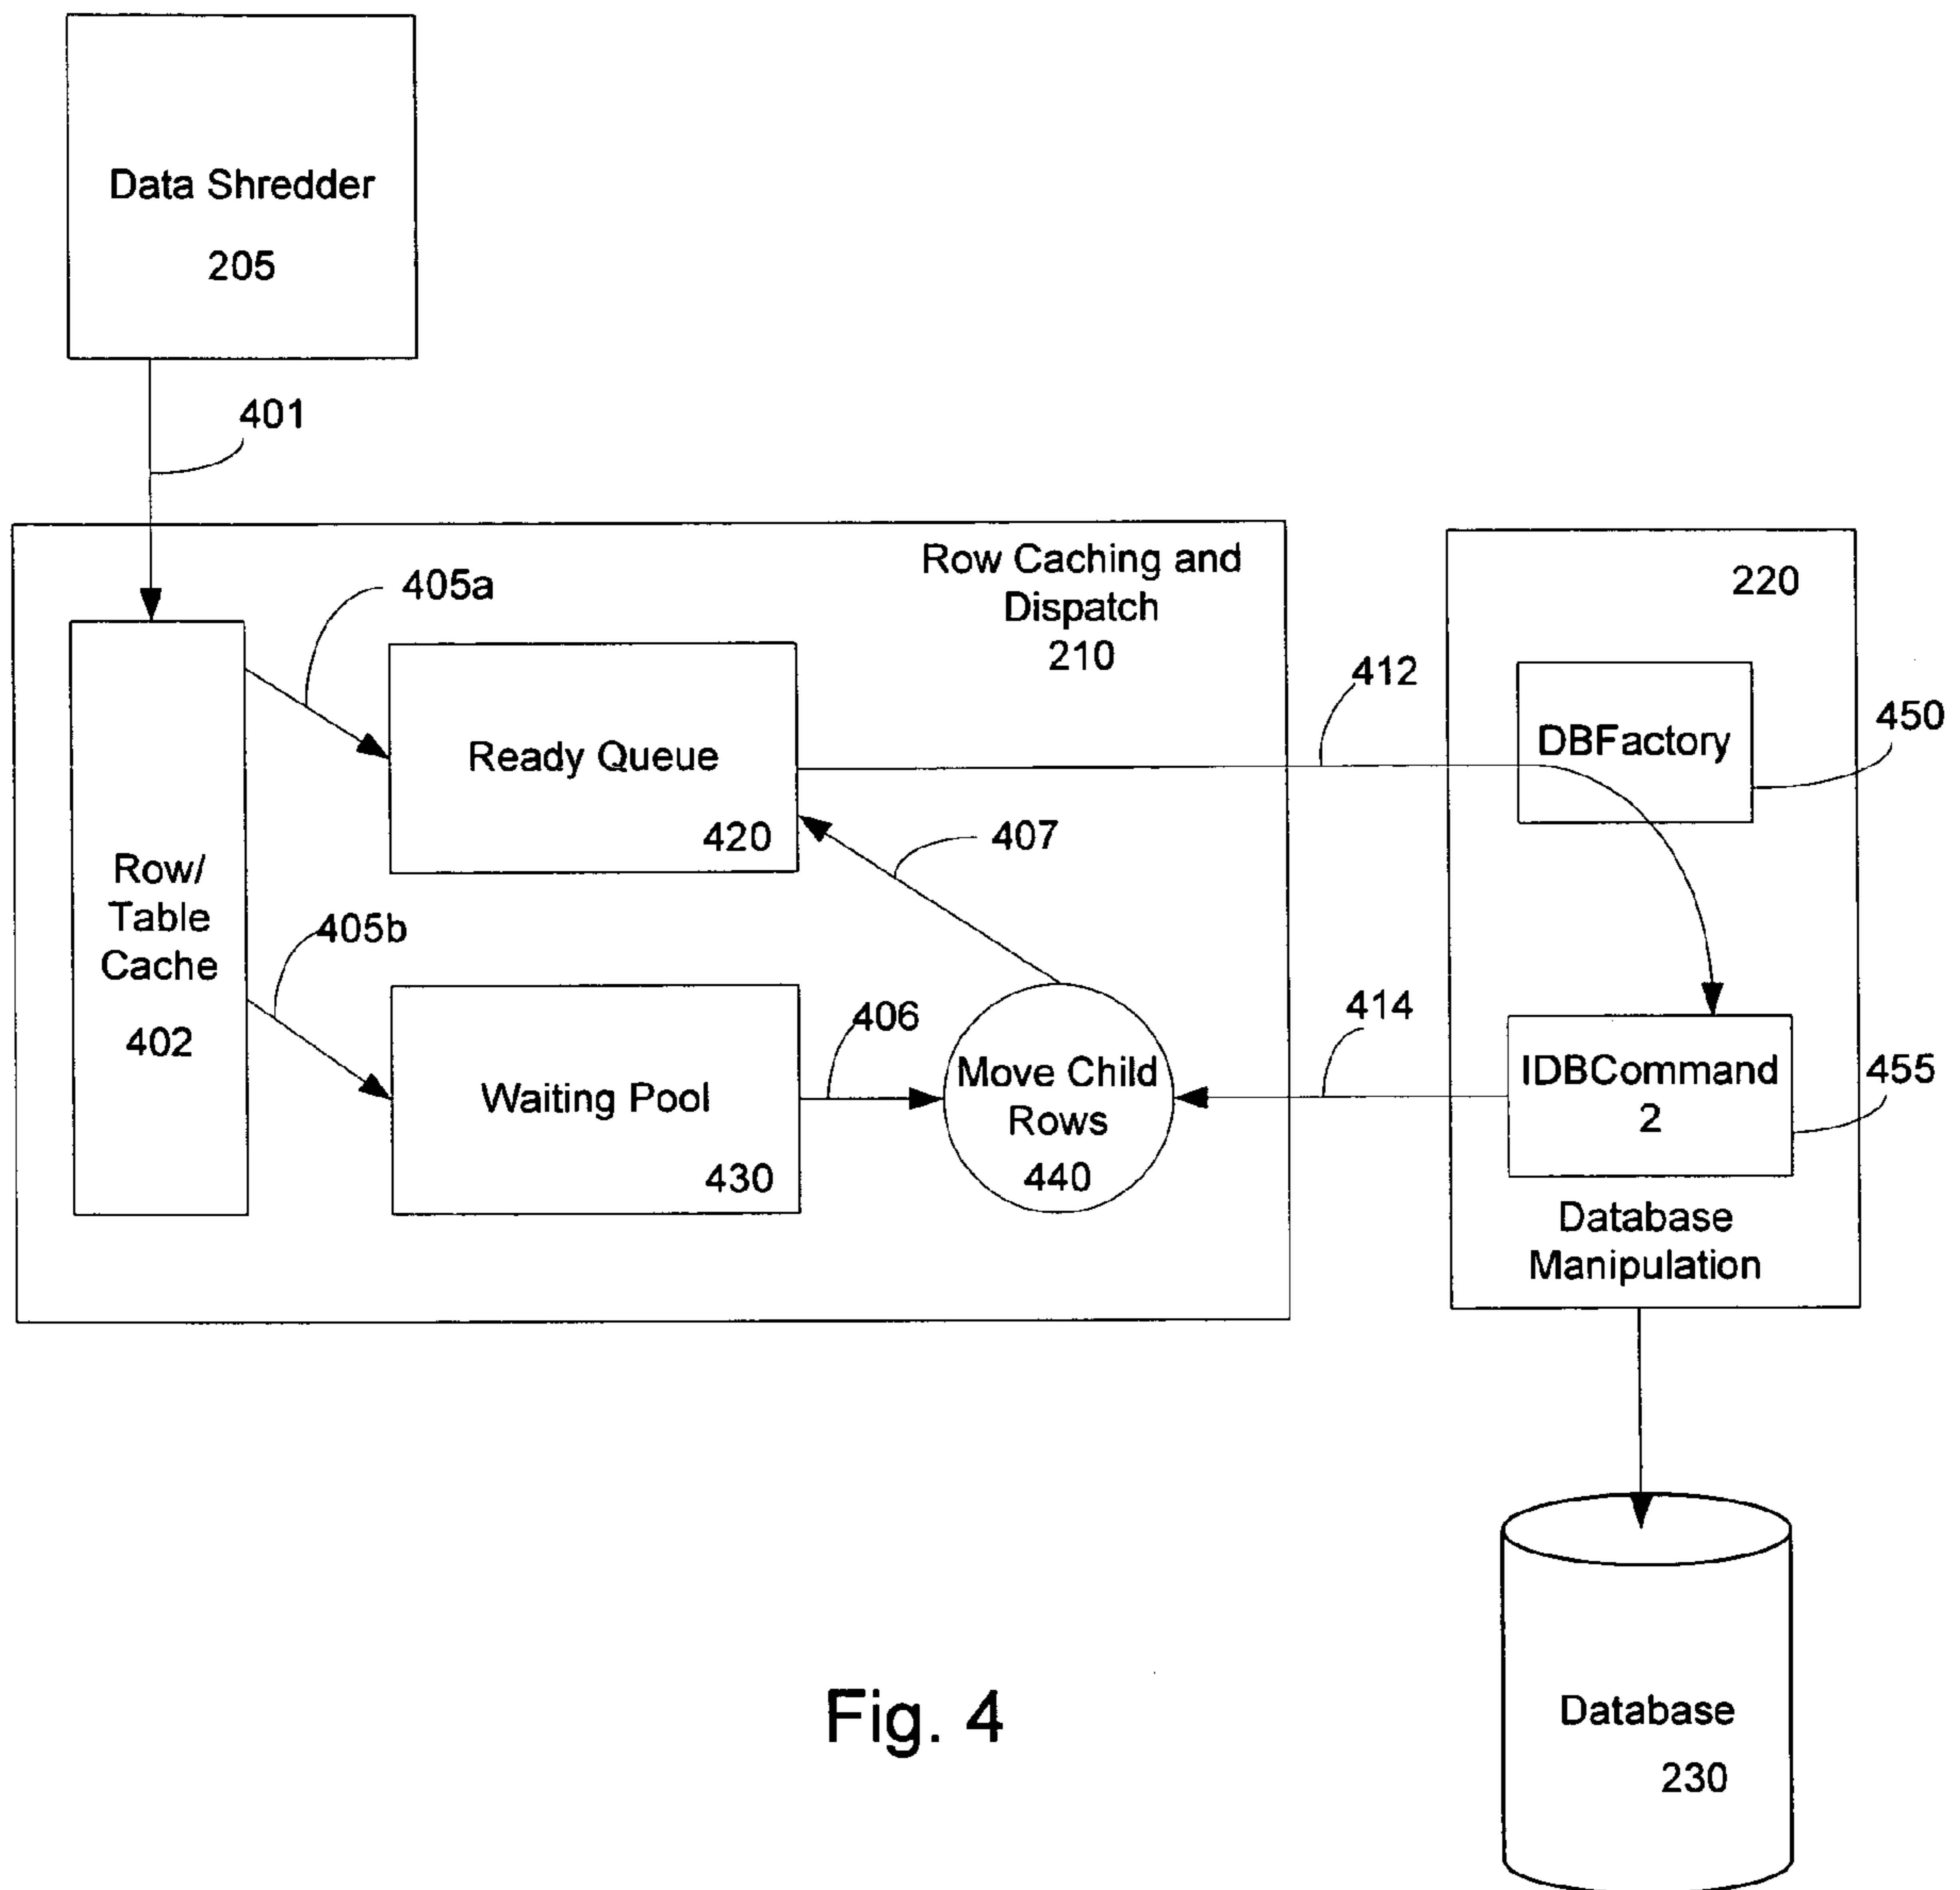 Data Shredder
205
401
Row Caching and
Dispatch
210
405a
220
412
DBFactory
450
Ready Queue
420
407
Row/
Table
Cache
402
405b
406
414
Waiting Pool
430
Move Child
Rows
440
IDBCommand
2
455
Database
Manipulation
Fig. 4
Database
230